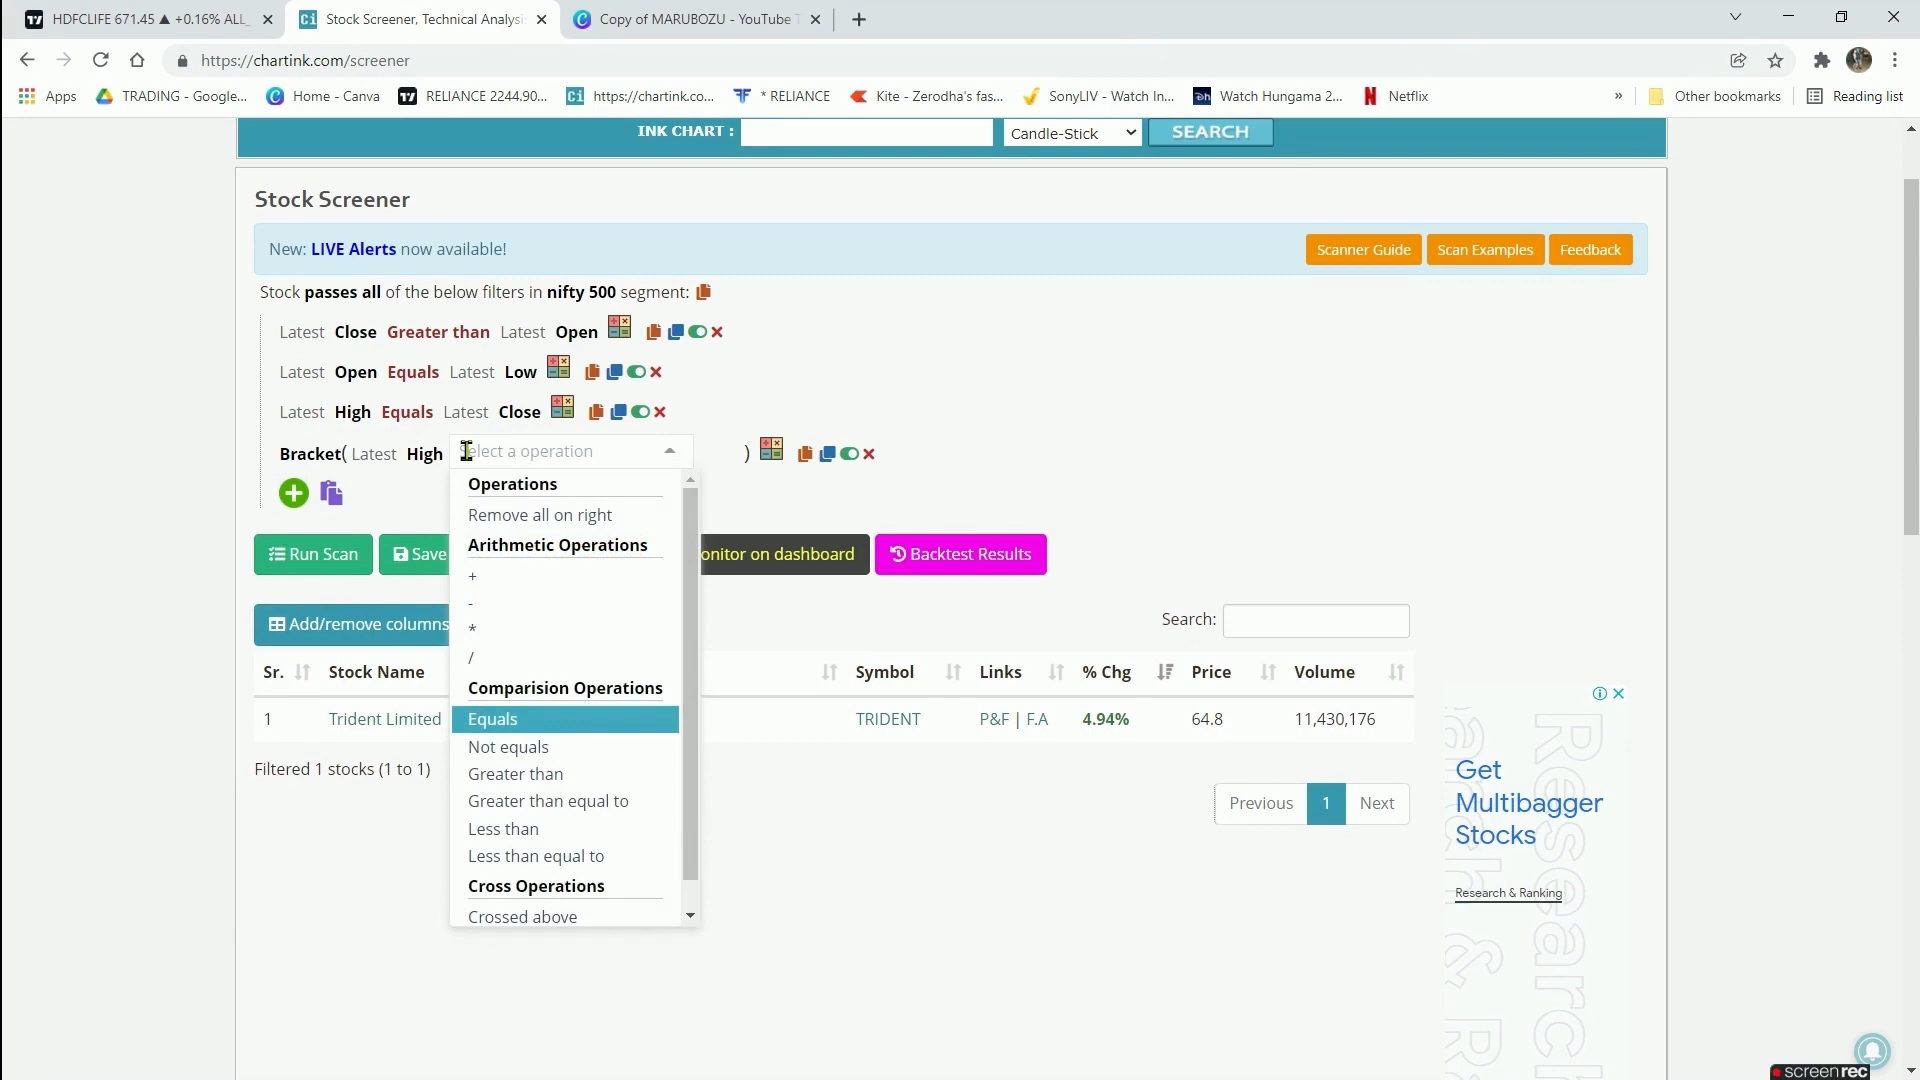 HDFCLIFE 671.45 ▲ +0.16% ALL_
Stock Screener, Technical Analysis
Copy of MARUBOZU - YouTube T
https://chartink.com/screener
Apps
TRADING - Google...
Home - Canva
RELIANCE 2244.90...
https://chartink.co...
* RELIANCE
Kite - Zerodha's fas...
SonyLIV - Watch In...
Watch Hungama 2...
Netflix
»
Other bookmarks
Reading list
INK CHART :
Candle-Stick
SEARCH
Stock Screener
New: LIVE Alerts now available!
Scanner Guide
Scan Examples
Feedback
Stock passes all of the below filters in nifty 500 segment:
Latest Close Greater than Latest Open
Latest Open Equals Latest Low
Latest High Equals Latest Close
Bracket( Latest High Select a operation )
Operations
Remove all on right
Arithmetic Operations
+
-
*
/
Comparision Operations
Equals
Not equals
Greater than
Greater than equal to
Less than
Less than equal to
Cross Operations
Crossed above
Run Scan
Save
onitor on dashboard
Backtest Results
Add/remove columns
Search:
Sr. Stock Name Symbol Links % Chg Price Volume
1 Trident Limited TRIDENT P&F | F.A 4.94% 64.8 11,430,176
Filtered 1 stocks (1 to 1)
Previous 1 Next
Get
Multibagger
Stocks
Research & Ranking
screenrec